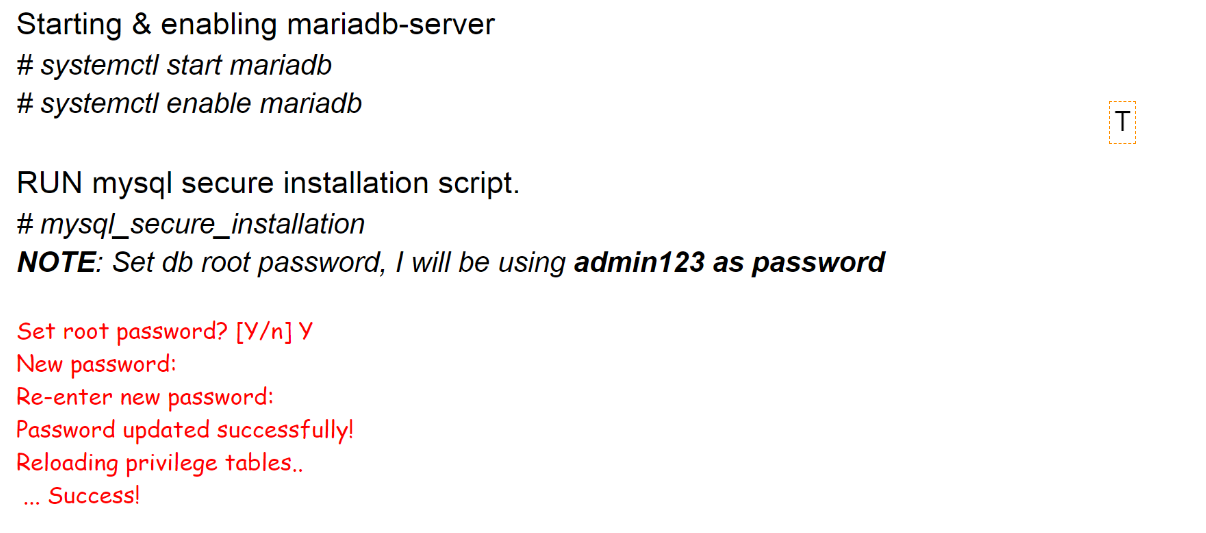 Starting & enabling mariadb-server
# systemctl start mariadb
# systemctl enable mariadb
T
RUN mysql secure installation script.
# mysql_secure_installation
NOTE: Set db root password, I will be using admin123 as password
Set root password? [Y/n] Y
New password:
Re-enter new password:
Password updated successfully!
Reloading privilege tables..
... Success!